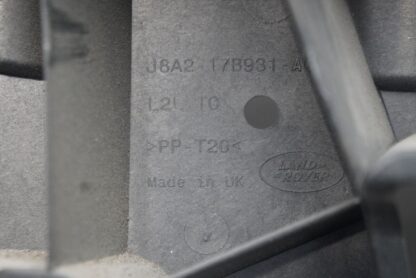 J8A2-17B931-A
>PP-T20<
Made in UK
LAND-
ROVER